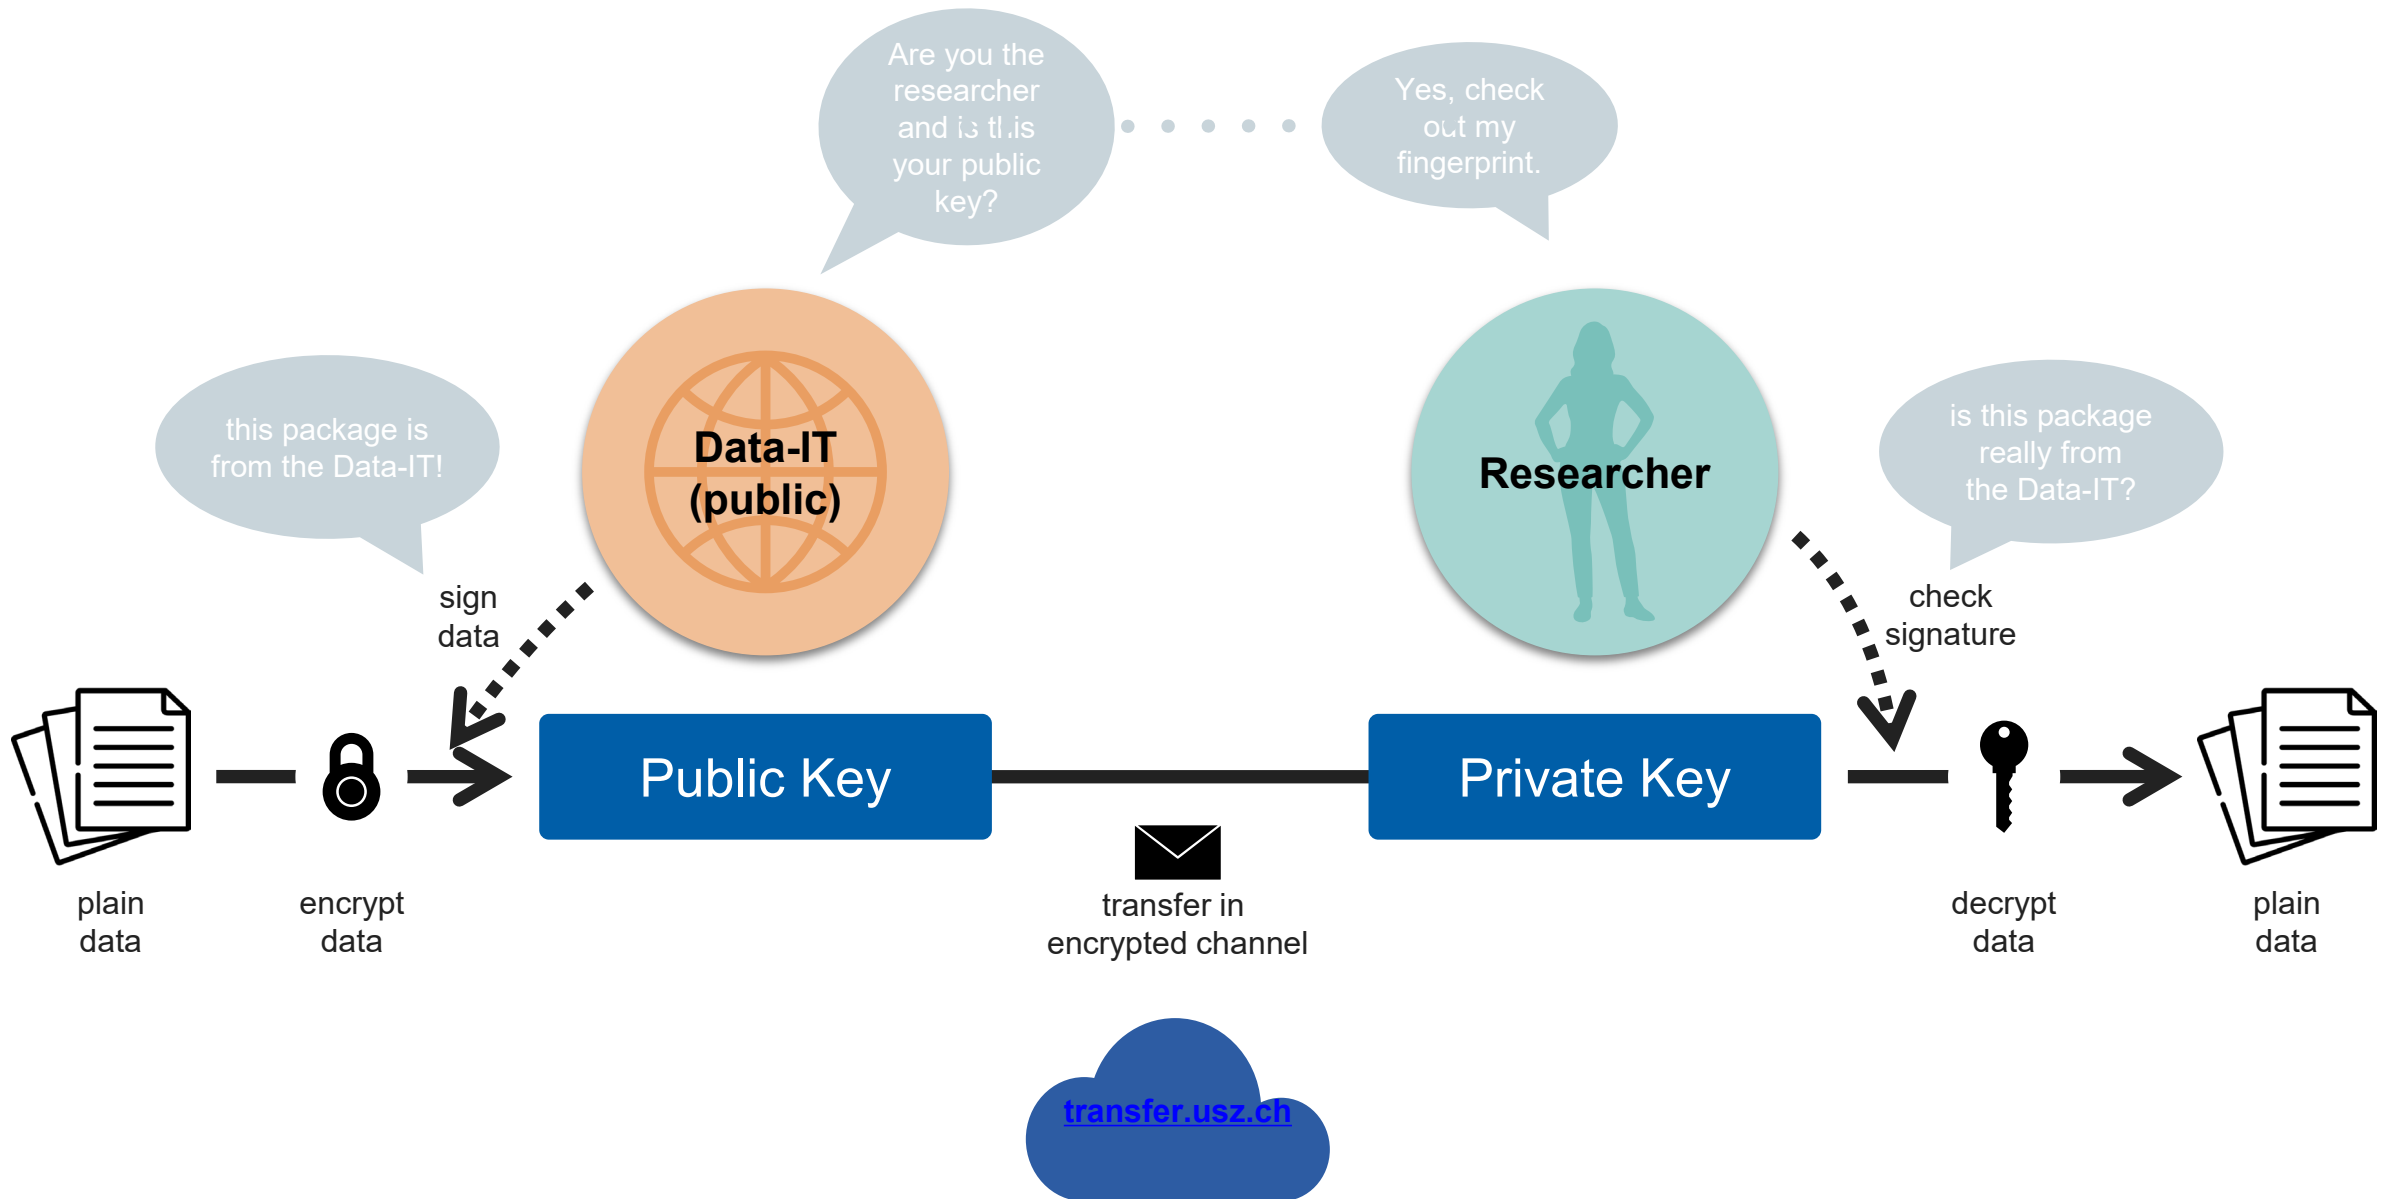 Are you the
researcher
and is this
your public
key?
Yes, check
out my
fingerprint.
this package is
from the Data-IT!
Data-IT
(public)
Researcher
is this package
really from
the Data-IT?
sign
data
check
signature
Public Key
Private Key
plain
data
encrypt
data
transfer in
encrypted channel
decrypt
data
plain
data
transfer.usz.ch